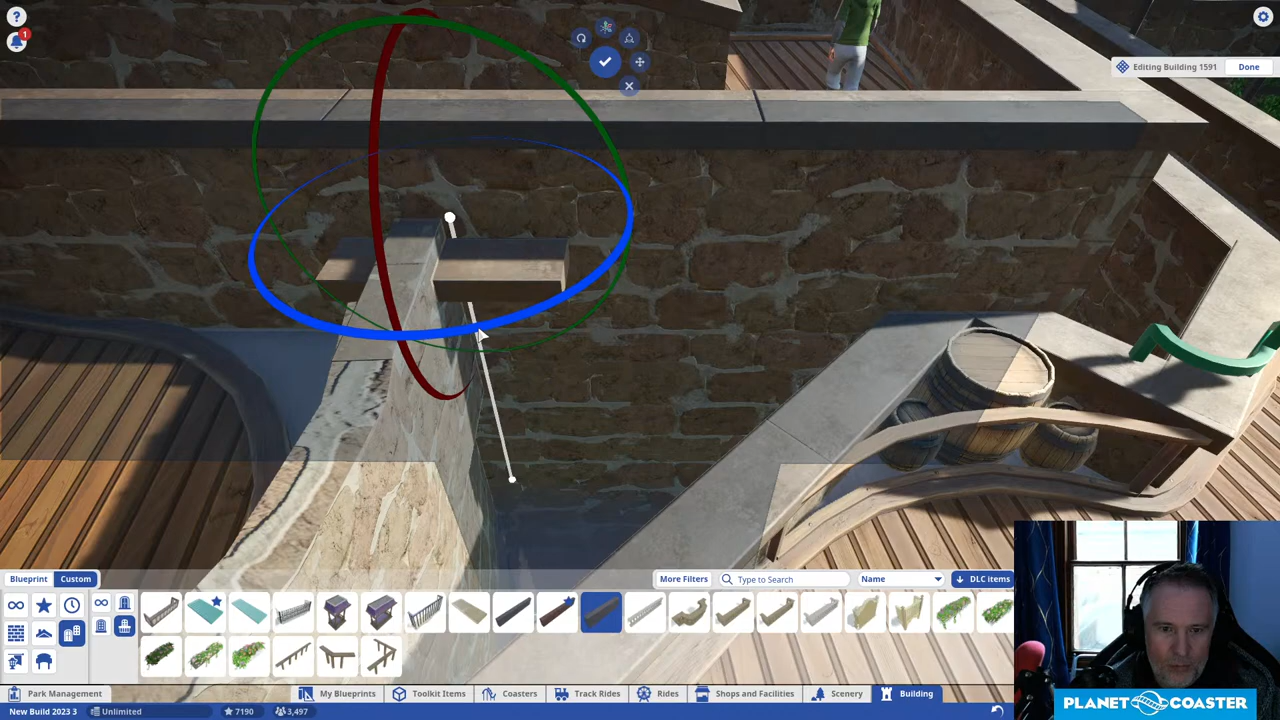 ?
1
Editing Building 1591 Done
Blueprint Custom More Filters Type to Search Name DLC items
Park Management My Blueprints Toolkit Items Coasters Track Rides Rides Shops and Facilities Scenery Building
New Build 2023 3 Unlimited 7190 3,497
PLANET COASTER